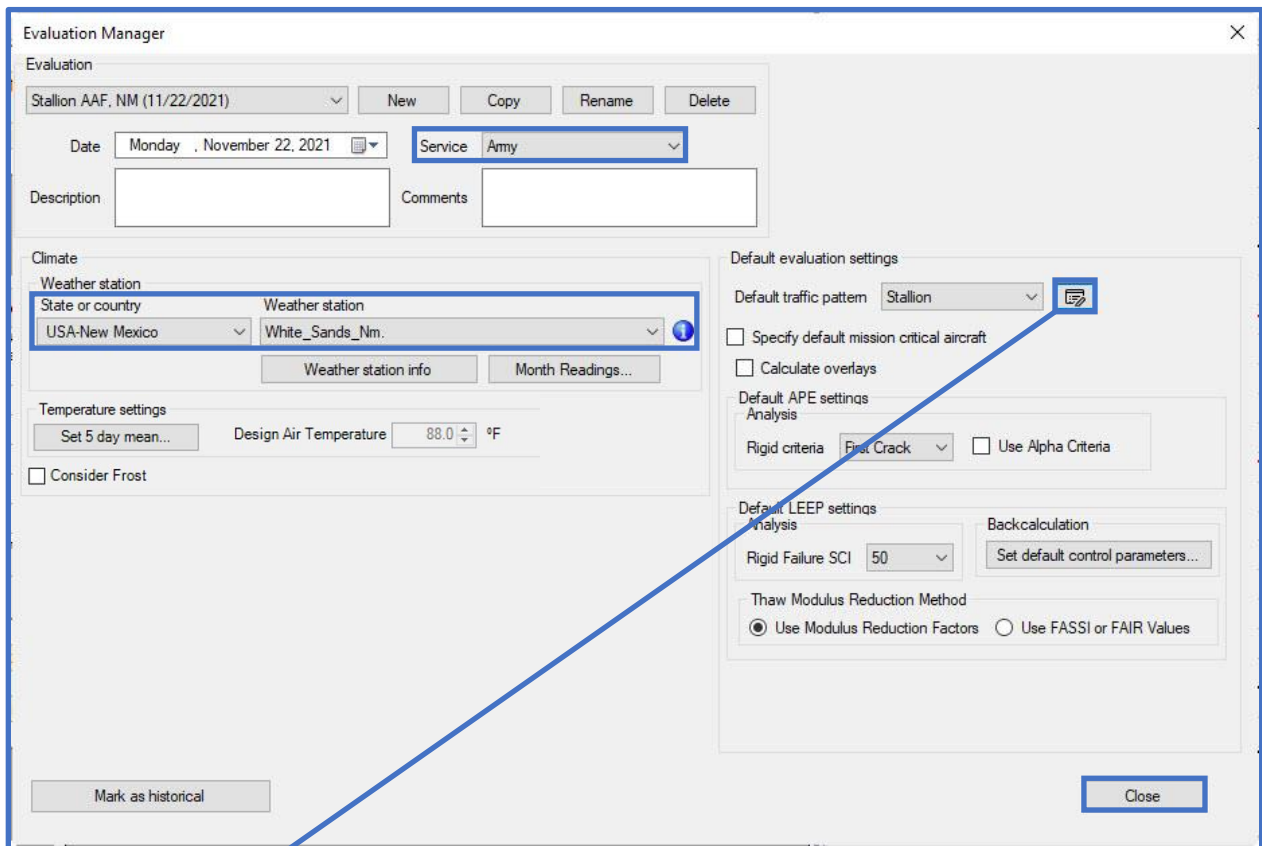 Evaluation Manager
Evaluation
Stallion AAF, NM (11/22/2021) New Copy Rename Delete
Date Monday , November 22, 2021 Service Army
Description Comments
Climate
Weather station
State or country Weather station
USA-New Mexico White_Sands_Nm.
Weather station info Month Readings...
Temperature settings
Set 5 day mean... Design Air Temperature 88.0 ºF
Consider Frost
Default evaluation settings
Default traffic pattern Stallion
Specify default mission critical aircraft
Calculate overlays
Default APE settings
Analysis
Rigid criteria First Crack Use Alpha Criteria
Default LEEP settings
Analysis Backcalculation
Rigid Failure SCI 50 Set default control parameters...
Thaw Modulus Reduction Method
Use Modulus Reduction Factors Use FASSI or FAIR Values
Mark as historical Close